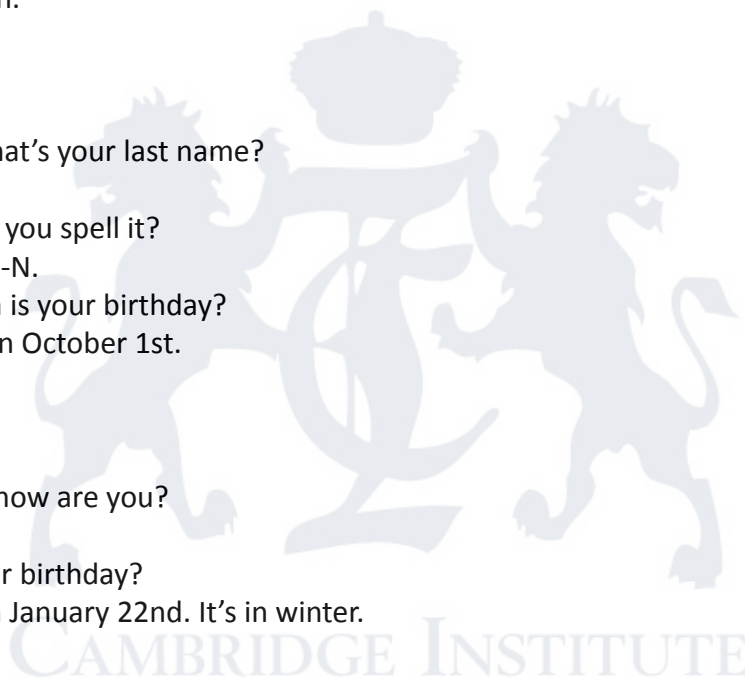 n.
hat's your last name?
you spell it?
-N.
is your birthday?
n October 1st.
how are you?
r birthday?
January 22nd. It's in winter.
CAMBRIDGE INSTITUTE